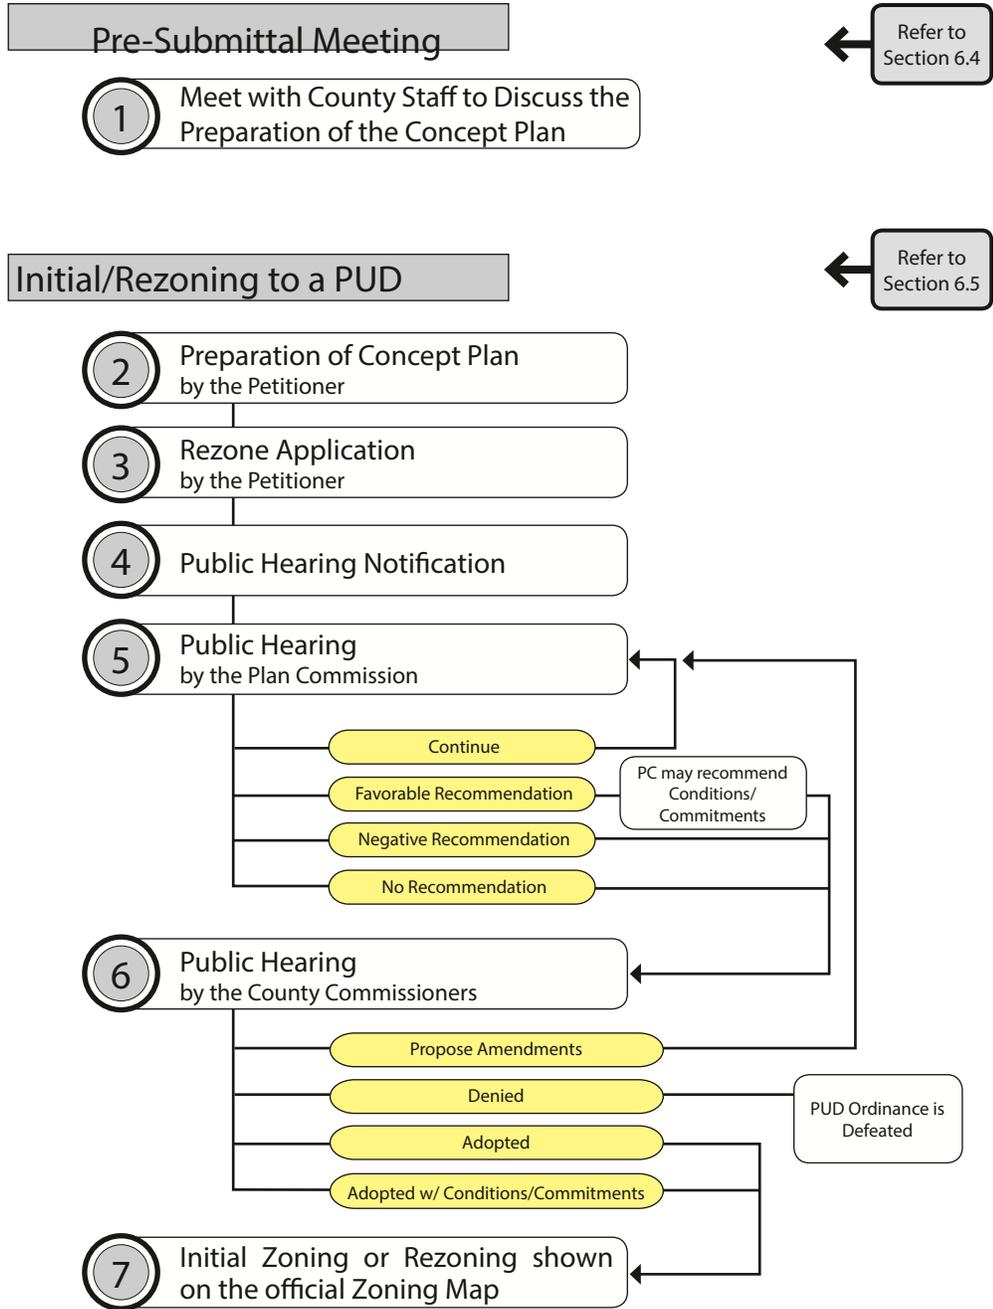 Pre-Submittal Meeting
Refer to
Section 6.4
1
Meet with County Staff to Discuss the
Preparation of the Concept Plan
Initial/Rezoning to a PUD
Refer to
Section 6.5
2
Preparation of Concept Plan
by the Petitioner
3
Rezone Application
by the Petitioner
4
Public Hearing Notification
5
Public Hearing
by the Plan Commission
Continue
Favorable Recommendation
PC may recommend
Conditions/
Commitments
Negative Recommendation
No Recommendation
6
Public Hearing
by the County Commissioners
Propose Amendments
Denied
PUD Ordinance is
Defeated
Adopted
Adopted w/ Conditions/Commitments
7
Initial Zoning or Rezoning shown
on the official Zoning Map